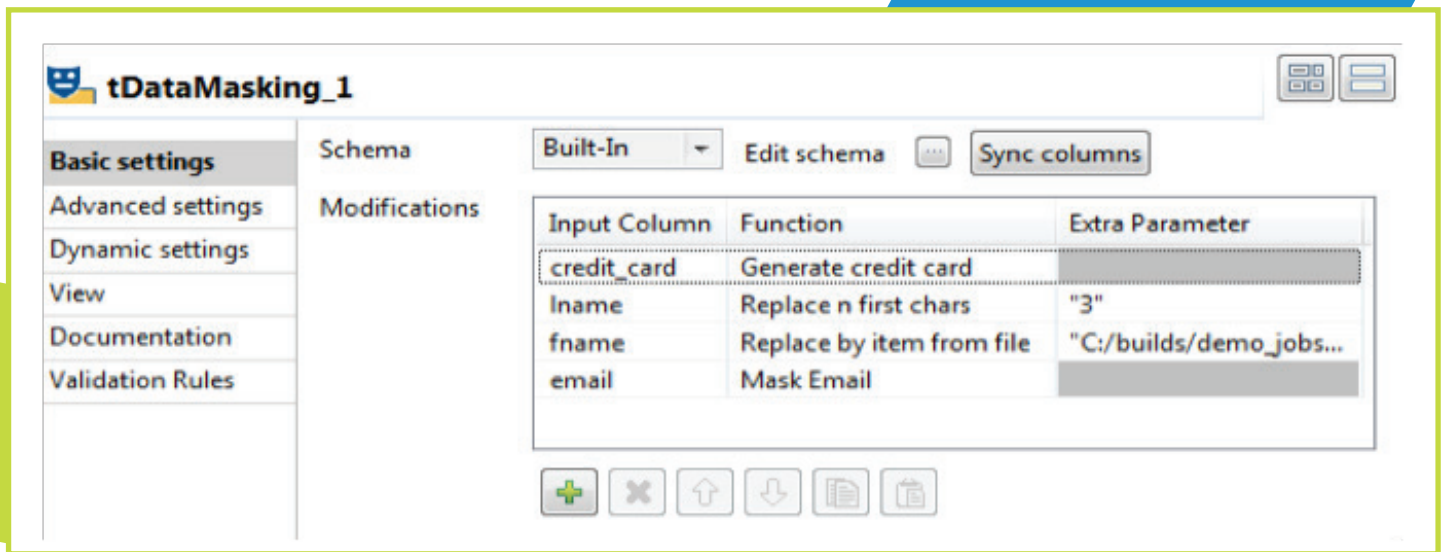 tDataMasking_1
Basic settings
Advanced settings
Dynamic settings
View
Documentation
Validation Rules
Schema Built-In Edit schema ... Sync columns
Modifications
Input Column Function Extra Parameter
credit_card Generate credit card
lname Replace n first chars "3"
fname Replace by item from file "C:/builds/demo_jobs...
email Mask Email